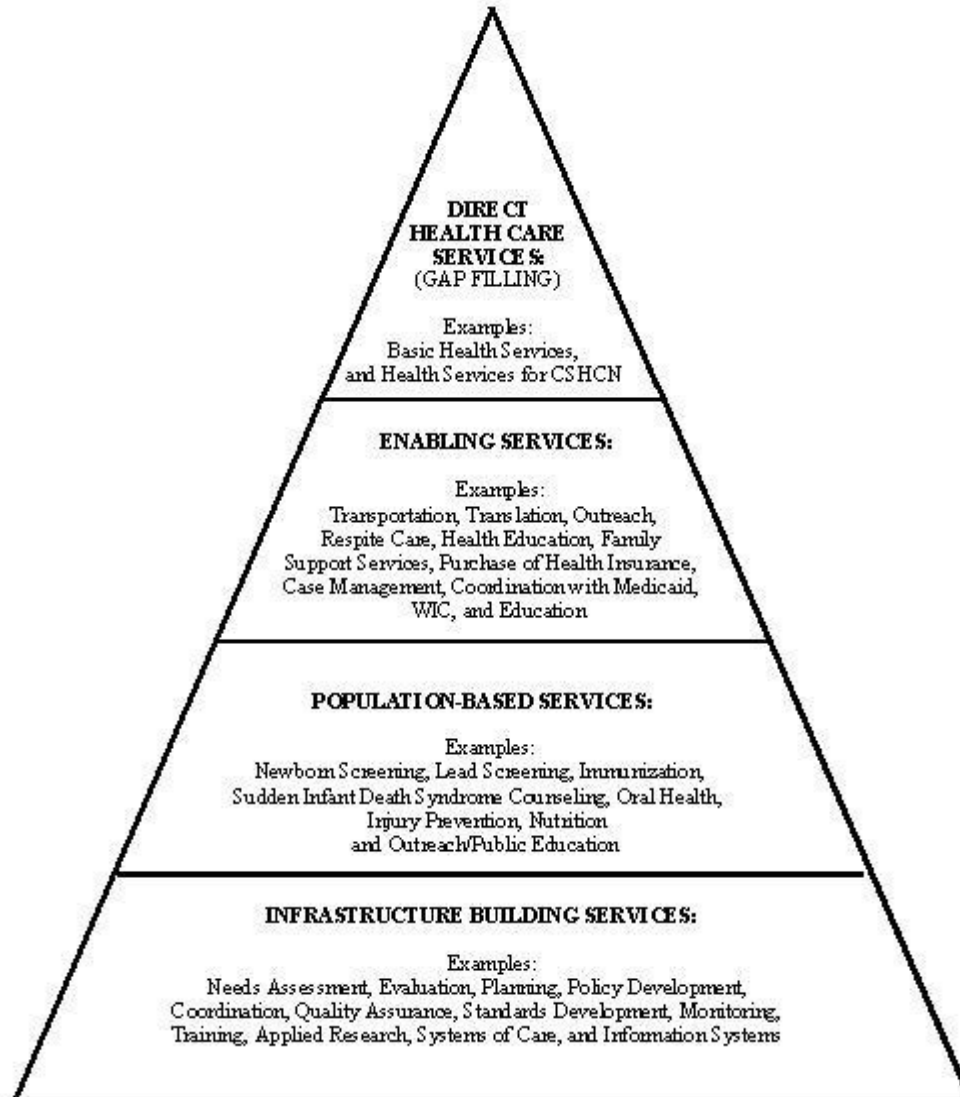 DIRECT
HEALTH CARE
SERVICES:
(GAP FILLING)
Examples:
Basic Health Services,
and Health Services for CSHCN
ENABLING SERVICES:
Examples:
Transportation, Translation, Outreach,
Respite Care, Health Education, Family
Support Services, Purchase of Health Insurance,
Case Management, Coordination with Medicaid,
WIC, and Education
POPULATION-BASED SERVICES:
Examples:
Newborn Screening, Lead Screening, Immunization,
Sudden Infant Death Syndrome Counseling, Oral Health,
Injury Prevention, Nutrition
and Outreach/Public Education
INFRASTRUCTURE BUILDING SERVICES:
Examples:
Needs Assessment, Evaluation, Planning, Policy Development,
Coordination, Quality Assurance, Standards Development, Monitoring,
Training, Applied Research, Systems of Care, and Information Systems